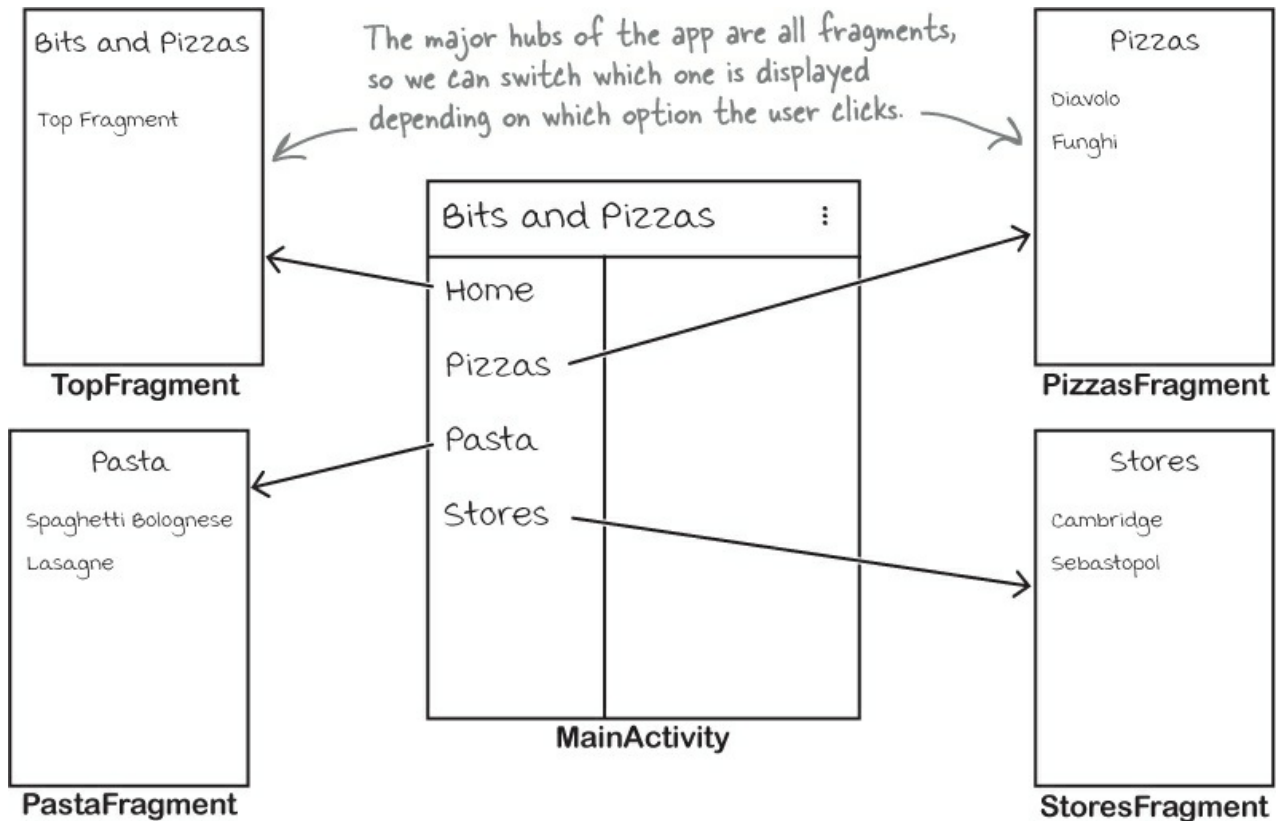 Bits and Pizzas
Top Fragment
TopFragment
The major hubs of the app are all fragments,
so we can switch which one is displayed
depending on which option the user clicks.
Pizzas
Diavolo
Funghi
PizzasFragment
Bits and Pizzas
Home
Pizzas
Pasta
Stores
MainActivity
Pasta
Spaghetti Bolognese
Lasagne
PastaFragment
Stores
Cambridge
Sebastopol
StoresFragment